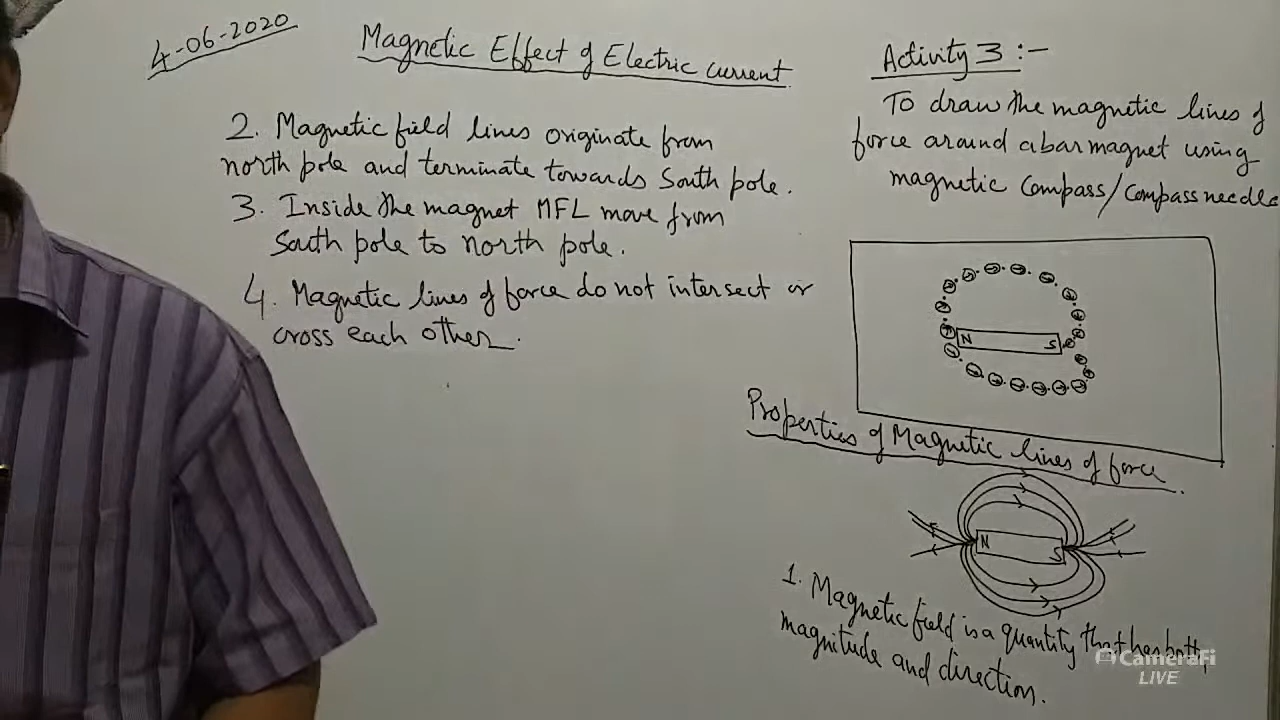 4-06-2020
Magnetic Effect of Electric current
2. Magnetic field lines originate from
north pole and terminate towards South pole.
3. Inside the magnet MFL move from
South pole to north pole.
4. Magnetic lines of force do not intersect or
cross each other.
Activity 3 :-
To draw the magnetic lines of
force around a bar magnet using
magnetic Compass/Compass needle
N S
Properties of Magnetic lines of force
N S
1. Magnetic field is a quantity that has both
magnitude and direction.
CameraFi
LIVE